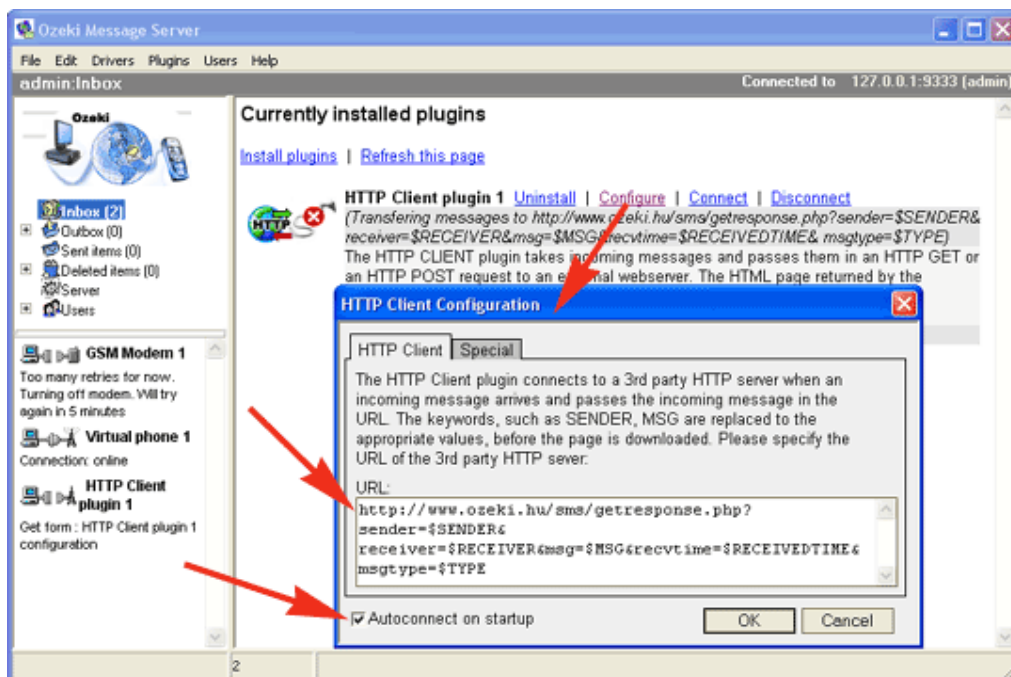 Ozeki Message Server
File Edit Drivers Plugins Users Help
admin:Inbox
Connected to 127.0.0.1:9333 (admin)
Ozeki
Inbox (2)
Outbox (0)
Sent items (0)
Deleted items (0)
Server
Users
GSM Modem 1
Too many retries for now.
Turning off modem. Will try
again in 5 minutes
Virtual phone 1
Connection: online
HTTP Client
plugin 1
Get form : HTTP Client plugin 1
configuration
Currently installed plugins
Install plugins | Refresh this page
HTTP
HTTP Client plugin 1 Uninstall | Configure | Connect | Disconnect
(Transfering messages to http://www.ozeki.hu/sms/getresponse.php?sender=$SENDER&
receiver=$RECEIVER&msg=$MSG&recvtime=$RECEIVEDTIME& msgtype=$TYPE)
The HTTP CLIENT plugin takes incoming messages and passes them in an HTTP GET or
an HTTP POST request to an external webserver. The HTML page returned by the
HTTP Client Configuration
HTTP Client Special
The HTTP Client plugin connects to a 3rd party HTTP server when an
incoming message arrives and passes the incoming message in the
URL. The keywords, such as SENDER, MSG are replaced to the
appropriate values, before the page is downloaded. Please specify the
URL of the 3rd party HTTP sever:
URL:
http://www.ozeki.hu/sms/getresponse.php?
sender=$SENDER&
receiver=$RECEIVER&msg=$MSG&recvtime=$RECEIVEDTIME&
msgtype=$TYPE
Autoconnect on startup
OK Cancel
2